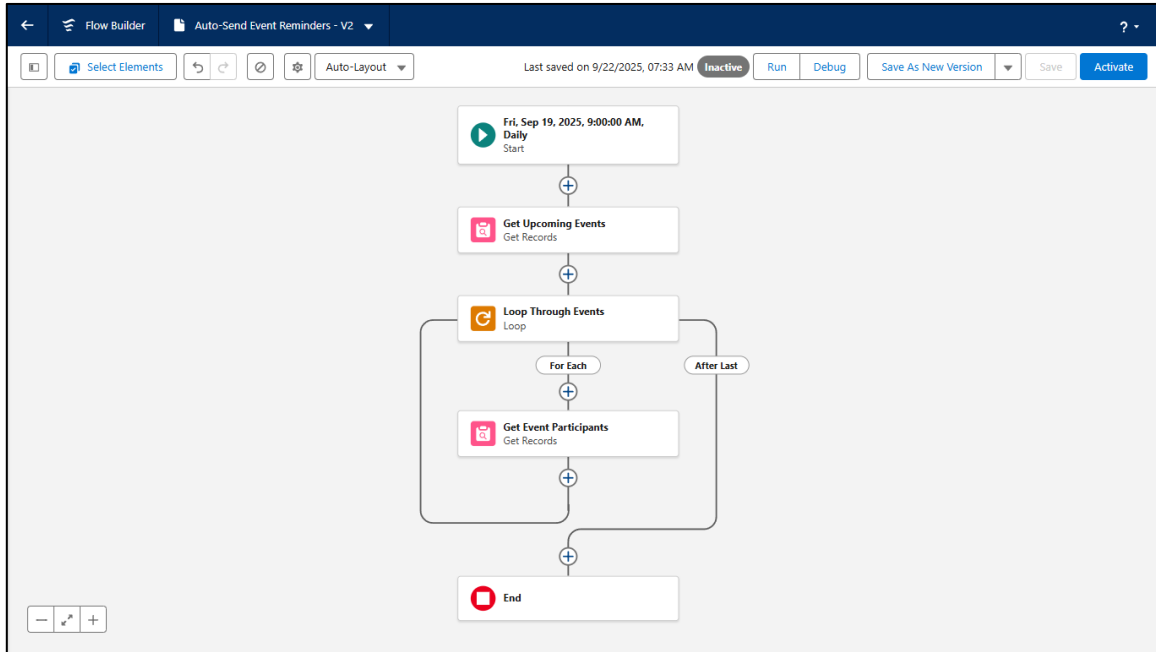 Flow Builder
Auto-Send Event Reminders - V2
?
Select Elements
Auto-Layout
Last saved on 9/22/2025, 07:33 AM
Inactive
Run
Debug
Save As New Version
Save
Activate
Fri, Sep 19, 2025, 9:00:00 AM,
Daily
Start
Get Upcoming Events
Get Records
Loop Through Events
Loop
For Each
After Last
Get Event Participants
Get Records
End